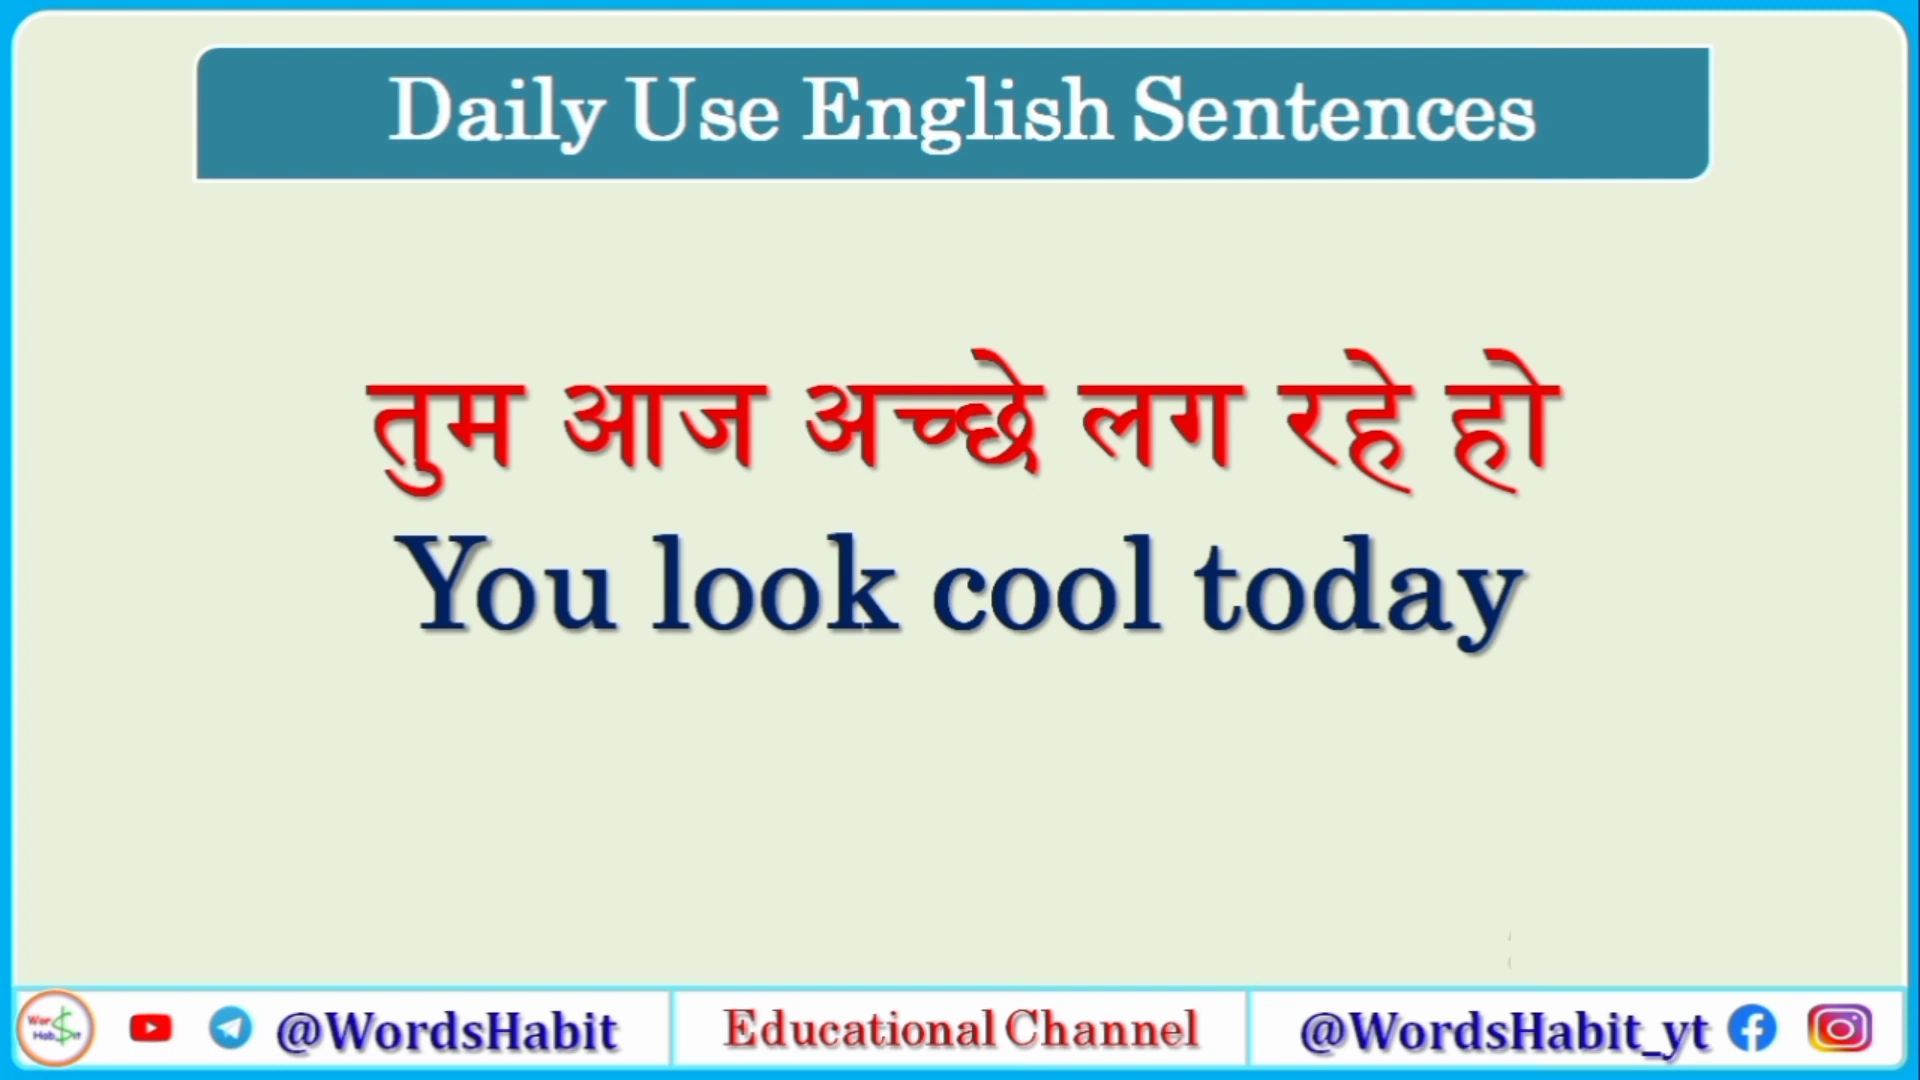 Daily Use English Sentences
तुम आज अच्छे लग रहे हो
You look cool today
@WordsHabit
Educational Channel
@WordsHabit_yt